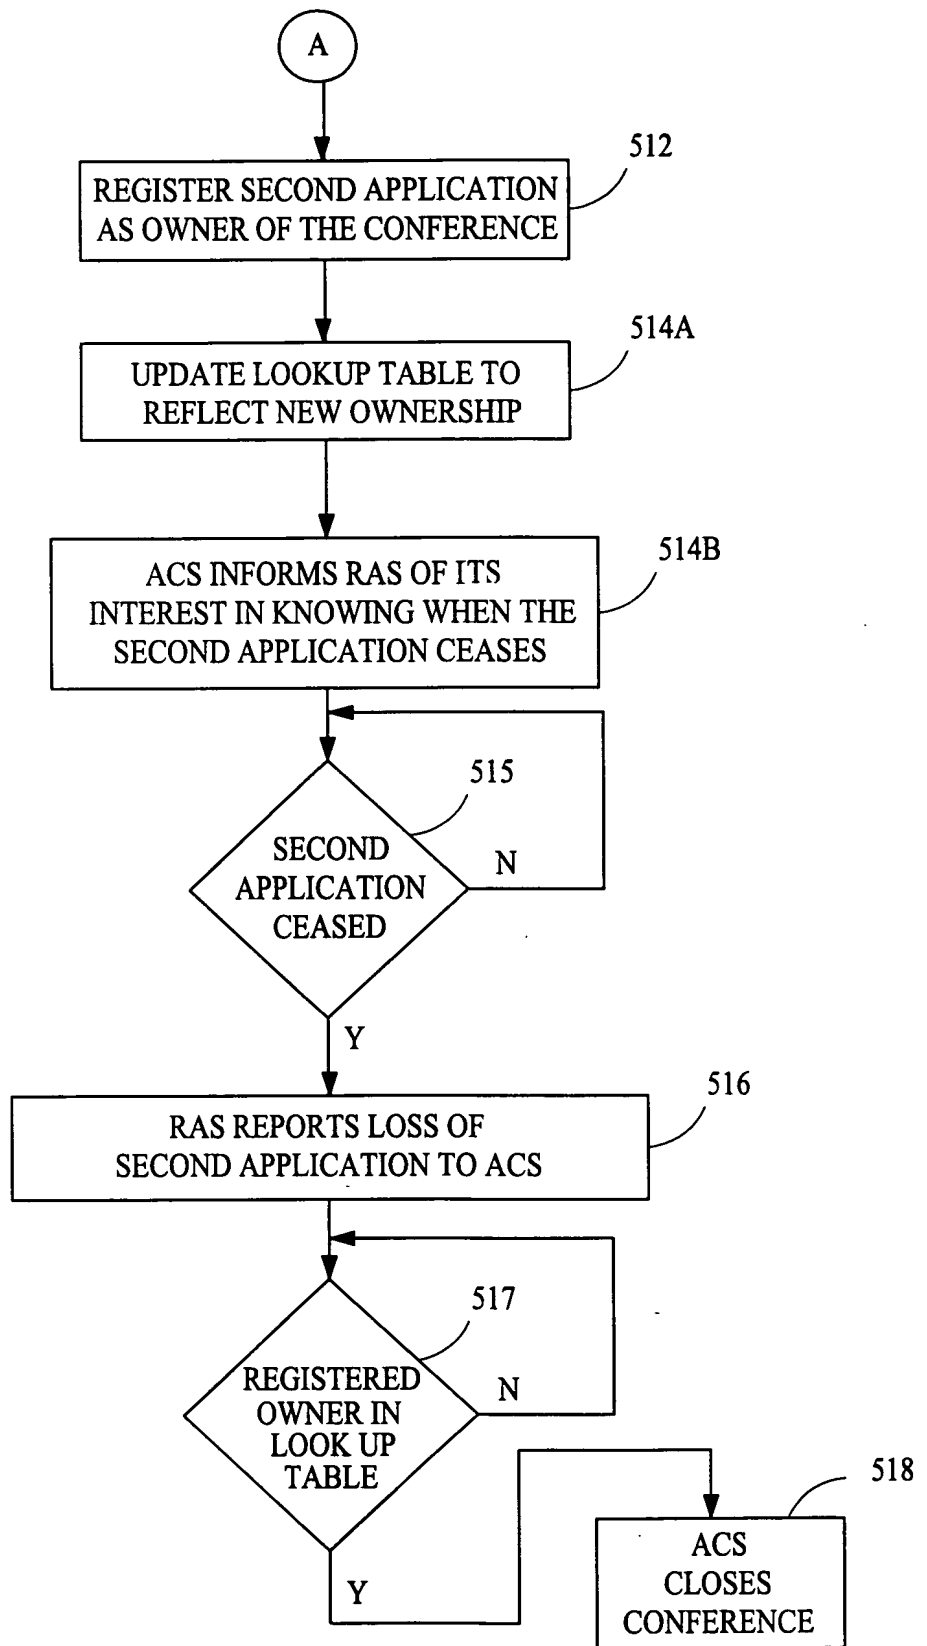 A
512
REGISTER SECOND APPLICATION
AS OWNER OF THE CONFERENCE
514A
UPDATE LOOKUP TABLE TO
REFLECT NEW OWNERSHIP
514B
ACS INFORMS RAS OF ITS
INTEREST IN KNOWING WHEN THE
SECOND APPLICATION CEASES
515
SECOND
APPLICATION
CEASED
N
Y
516
RAS REPORTS LOSS OF
SECOND APPLICATION TO ACS
517
REGISTERED
OWNER IN
LOOK UP
TABLE
N
Y
518
ACS
CLOSES
CONFERENCE